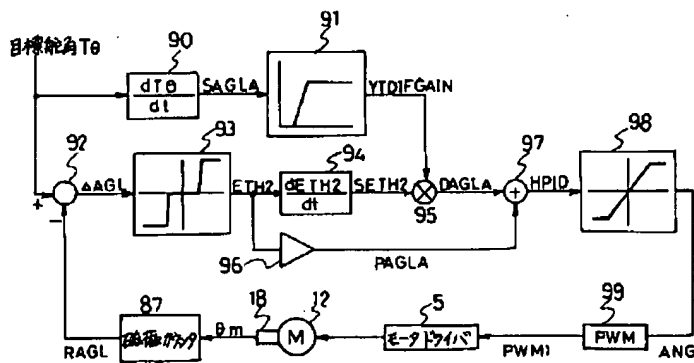 91
90
目標舵角Tθ
dTθ
dt
SAGLA
YTDIFGAIN
92
93
94
97
98
+
-
ΔAGL
ETH2
dETH2
dt
SETH2
95
DAGLA
+
HPID
96
PAGLA
87
18
12
5
99
θm
M
モータドライバ
PWM
RAGL
PWM1
ANG